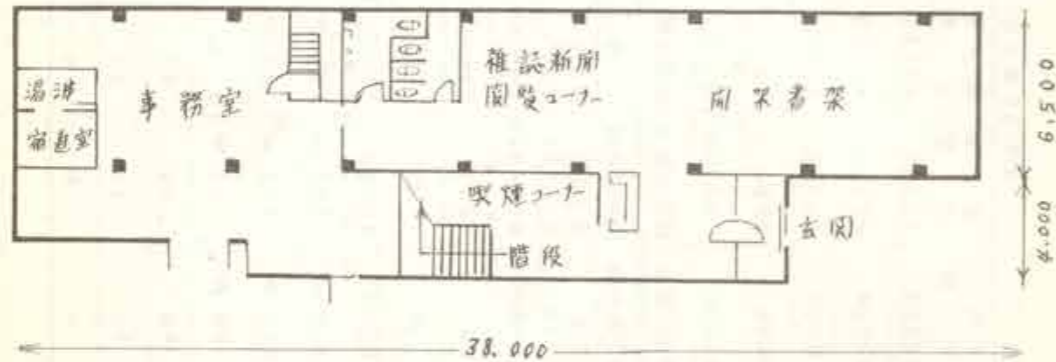 湯沸
宿直室
事務室
雑誌新聞
閲覧コーナー
開架書架
喫煙コーナー
階段
玄関
6,500
4.000
38.000